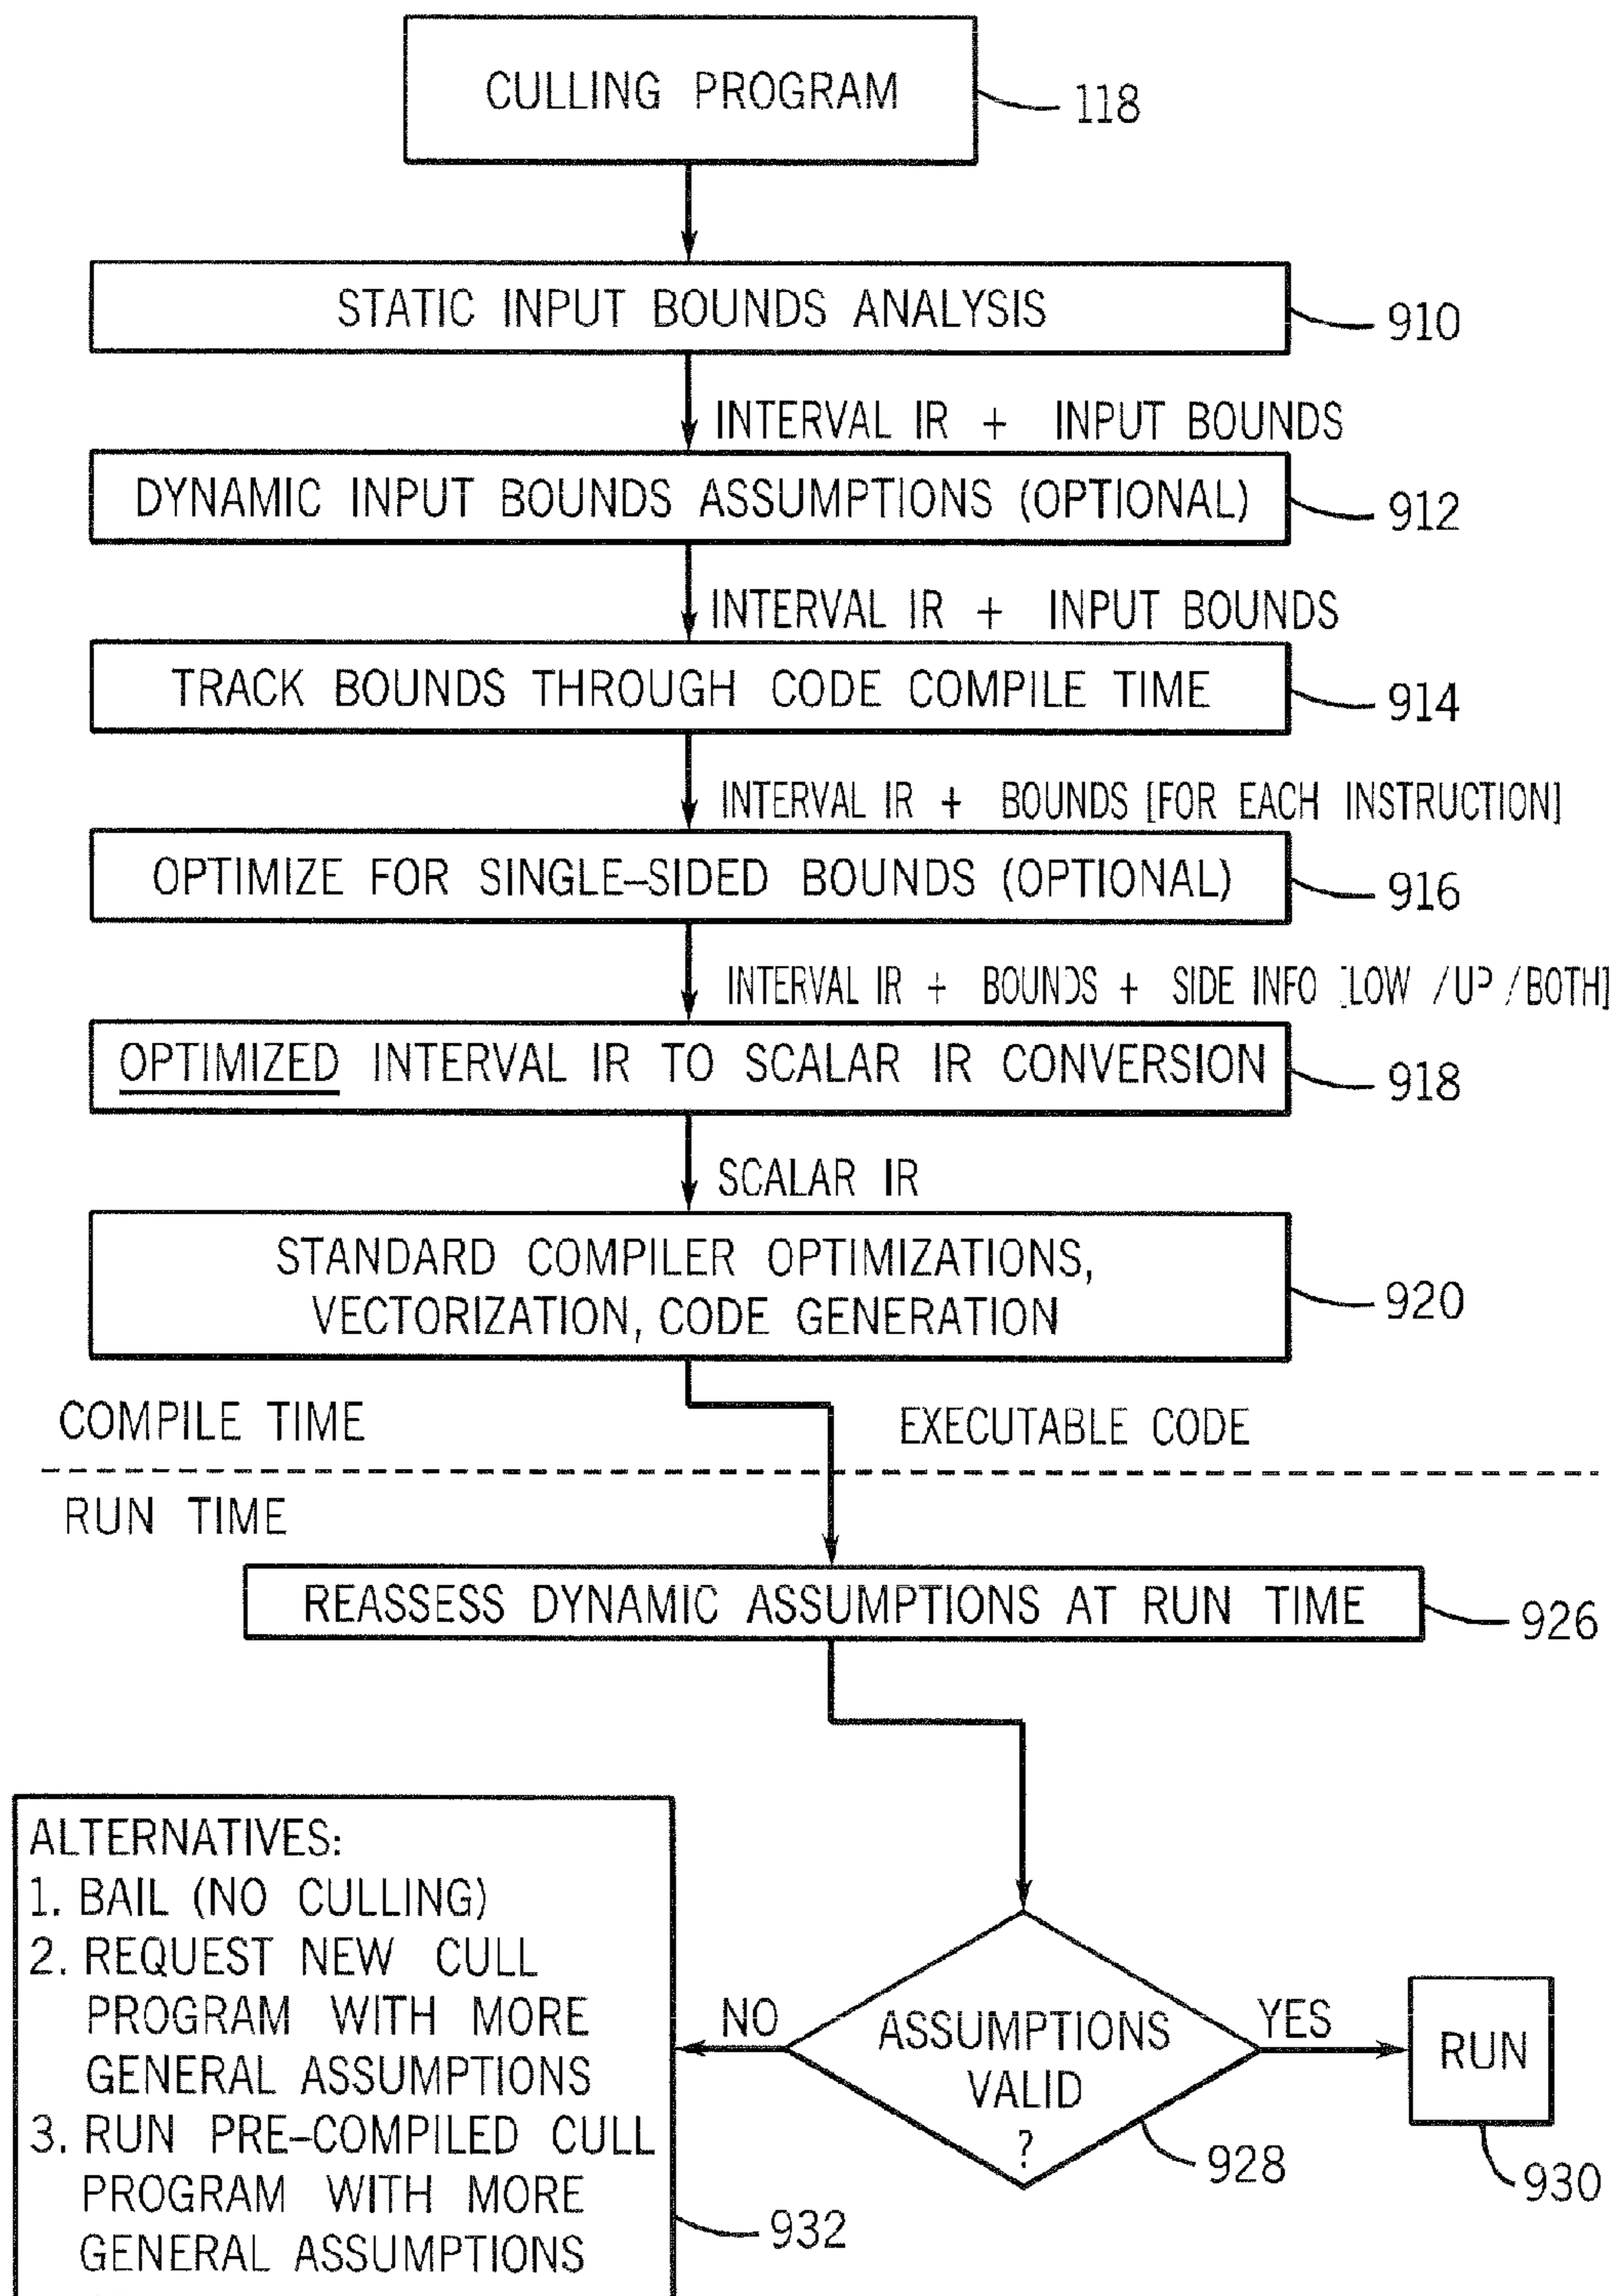 CULLING PROGRAM
118
STATIC INPUT BOUNDS ANALYSIS
910
INTERVAL IR + INPUT BOUNDS
DYNAMIC INPUT BOUNDS ASSUMPTIONS (OPTIONAL)
912
INTERVAL IR + INPUT BOUNDS
TRACK BOUNDS THROUGH CODE COMPILE TIME
914
INTERVAL IR + BOUNDS [FOR EACH INSTRUCTION]
OPTIMIZE FOR SINGLE–SIDED BOUNDS (OPTIONAL)
916
INTERVAL IR + BOUNDS + SIDE INFO [LOW /UP /BOTH]
OPTIMIZED INTERVAL IR TO SCALAR IR CONVERSION
918
SCALAR IR
STANDARD COMPILER OPTIMIZATIONS,
VECTORIZATION, CODE GENERATION
920
COMPILE TIME
EXECUTABLE CODE
RUN TIME
REASSESS DYNAMIC ASSUMPTIONS AT RUN TIME
926
ALTERNATIVES:
1. BAIL (NO CULLING)
2. REQUEST NEW CULL
PROGRAM WITH MORE
GENERAL ASSUMPTIONS
3. RUN PRE–COMPILED CULL
PROGRAM WITH MORE
GENERAL ASSUMPTIONS
932
NO
ASSUMPTIONS
VALID
?
928
YES
RUN
930